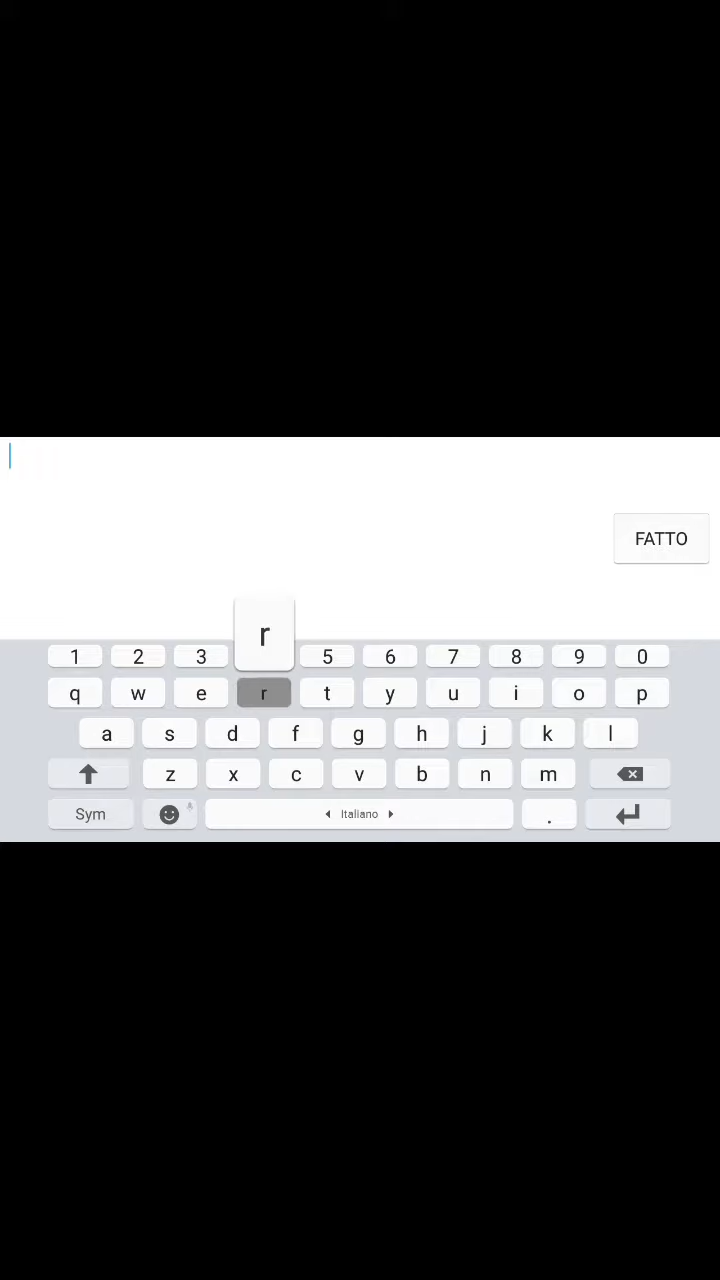 FATTO
r
1 2 3 5 6 7 8 9 0
q w e r t y u i o p
a s d f g h j k l
z x c v b n m
Sym Italiano .